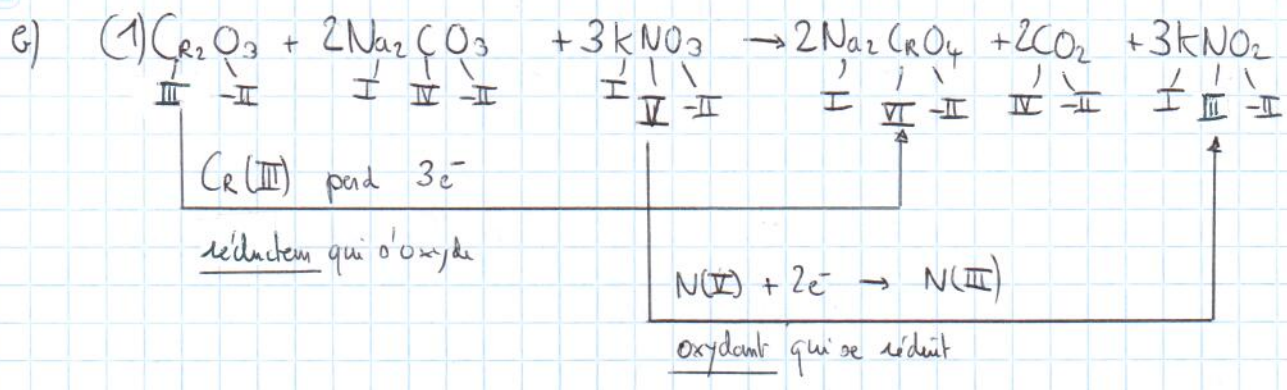 e) (1) Cr₂O₃ + 2Na₂CO₃ + 3KNO₃ → 2Na₂CrO₄ + 2CO₂ + 3KNO₂
III -II I IV -II I V -II I VI -II IV -II I III -II
Cr(III) perd 3e⁻
réducteur qui s'oxyde
N(V) + 2e⁻ → N(III)
oxydant qui se réduit